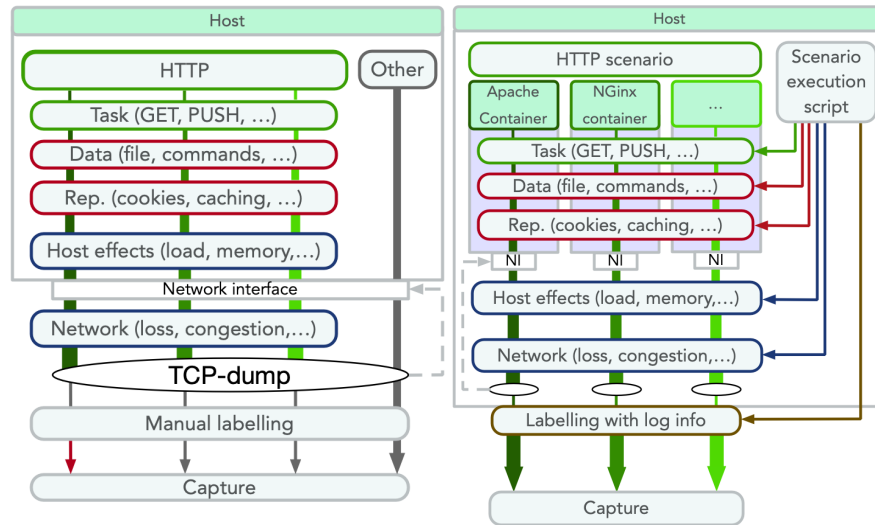 Host
HTTP
Other
Task (GET, PUSH, …)
Data (file, commands, …)
Rep. (cookies, caching, …)
Host effects (load, memory,…)
Network interface
Network (loss, congestion,…)
TCP-dump
Manual labelling
Capture
Host
HTTP scenario
Scenario
execution
script
Apache
Container
NGinx
container
…
Task (GET, PUSH, …)
Data (file, commands, …)
Rep. (cookies, caching, …)
NI
NI
NI
Host effects (load, memory,…)
Network (loss, congestion,…)
Labelling with log info
Capture